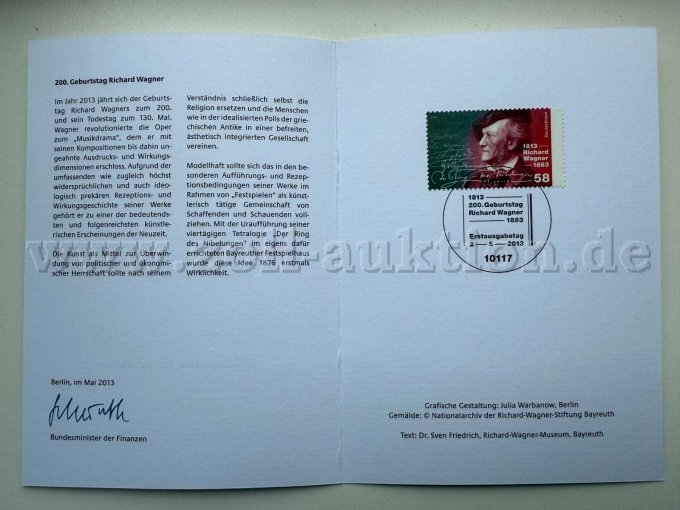 200. Geburtstag Richard Wagner
Im Jahr 2013 jährt sich der Geburts-
tag Richard Wagners zum 200.
und sein Todestag zum 130. Mal.
Wagner revolutionierte die Oper
zum „Musikdrama“, dem er mit
seinen Kompositionen bis dahin un-
geahnte Ausdrucks- und Wirkungs-
dimensionen erschloss. Aufgrund der
umfassenden wie zugleich höchst
widersprüchlichen und auch ideo-
logisch prekären Rezeptions- und
Wirkungsgeschichte seiner Werke
gehört er zu einer der bedeutends-
ten und folgenreichsten künstle-
rischen Erscheinungen der Neuzeit.
Die Kunst als Mittel zur Überwin-
dung von politischer und ökonomi-
scher Herrschaft sollte nach seinem
Verständnis schließlich selbst die
Religion ersetzen und die Menschen
wie in der idealisierten Polis der grie-
chischen Antike in einer befreiten,
ästhetisch integrierten Gesellschaft
vereinen.
Modellhaft sollte sich das in den be-
sonderen Aufführungs- und Rezep-
tionsbedingungen seiner Werke im
Rahmen von „Festspielen“ als künst-
lerisch tätige Gemeinschaft von
Schaffenden und Schauenden voll-
ziehen. Mit der Uraufführung seiner
viertägigen Tetralogie „Der Ring
des Nibelungen“ im eigens dafür
errichteten Bayreuther Festspielhaus
wurde diese Idee 1876 erstmals
Wirklichkeit.
Berlin, im Mai 2013
Bundesminister der Finanzen
Deutschland
1813
Richard
Wagner
1883
58
Berlin
1813
200. Geburtstag
Richard Wagner
1883
Erstausgabetag
2 - 5 - 2013
10117
Grafische Gestaltung: Julia Warbanow, Berlin
Gemälde: © Nationalarchiv der Richard-Wagner-Stiftung Bayreuth
Text: Dr. Sven Friedrich, Richard-Wagner-Museum, Bayreuth
www.zoll-auktion.de